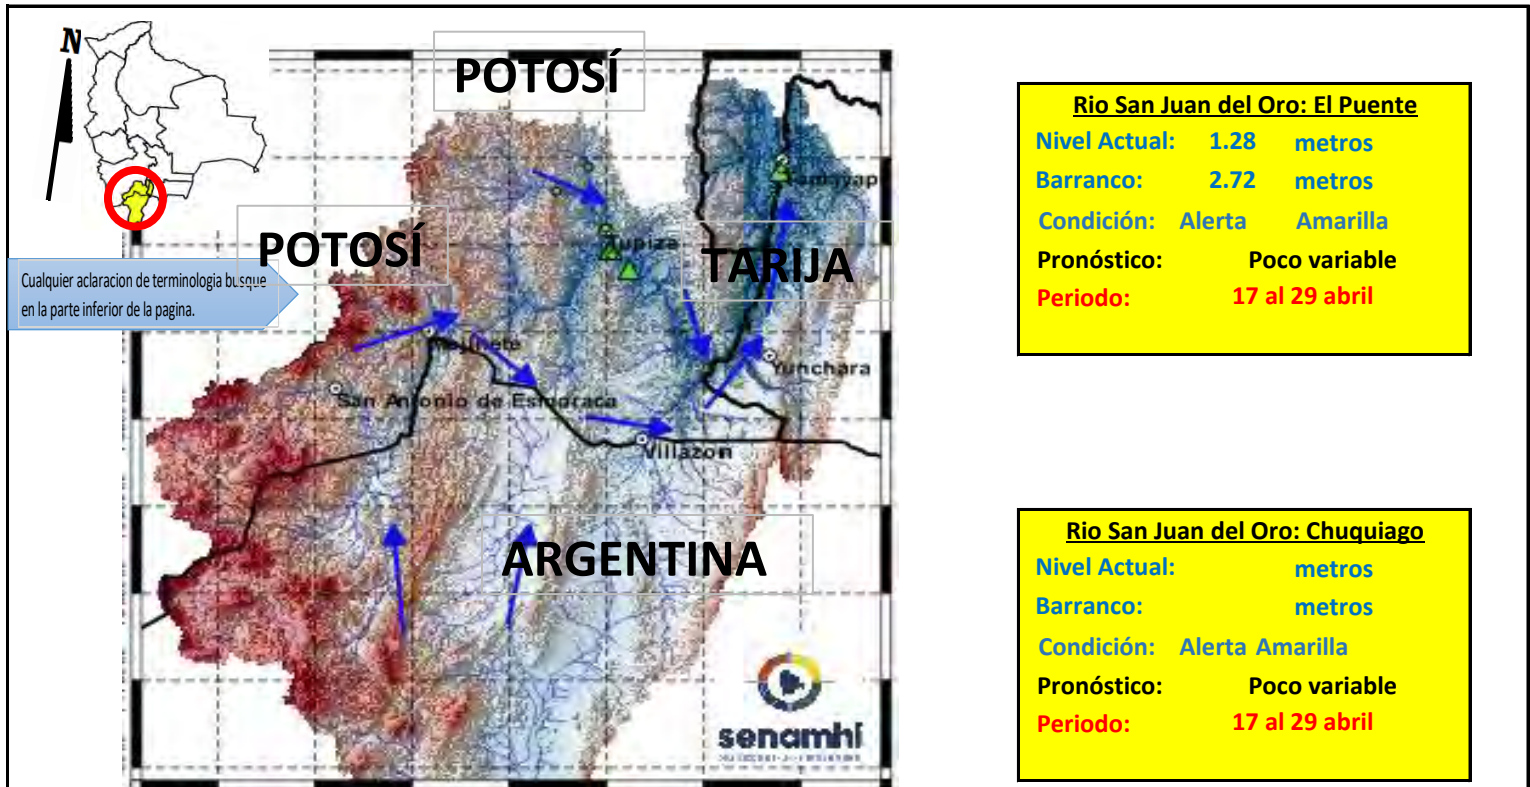 N
POTOSÍ
POTOSÍ
TARIJA
ARGENTINA
Cualquier aclaracion de terminologia busque
en la parte inferior de la pagina.
Tupiza
Yunchara
San Antonio de Esmoraca
Villazon
senamhi
Rio San Juan del Oro: El Puente
Nivel Actual: 1.28 metros
Barranco: 2.72 metros
Condición: Alerta Amarilla
Pronóstico: Poco variable
Periodo: 17 al 29 abril
Rio San Juan del Oro: Chuquiago
Nivel Actual: metros
Barranco: metros
Condición: Alerta Amarilla
Pronóstico: Poco variable
Periodo: 17 al 29 abril